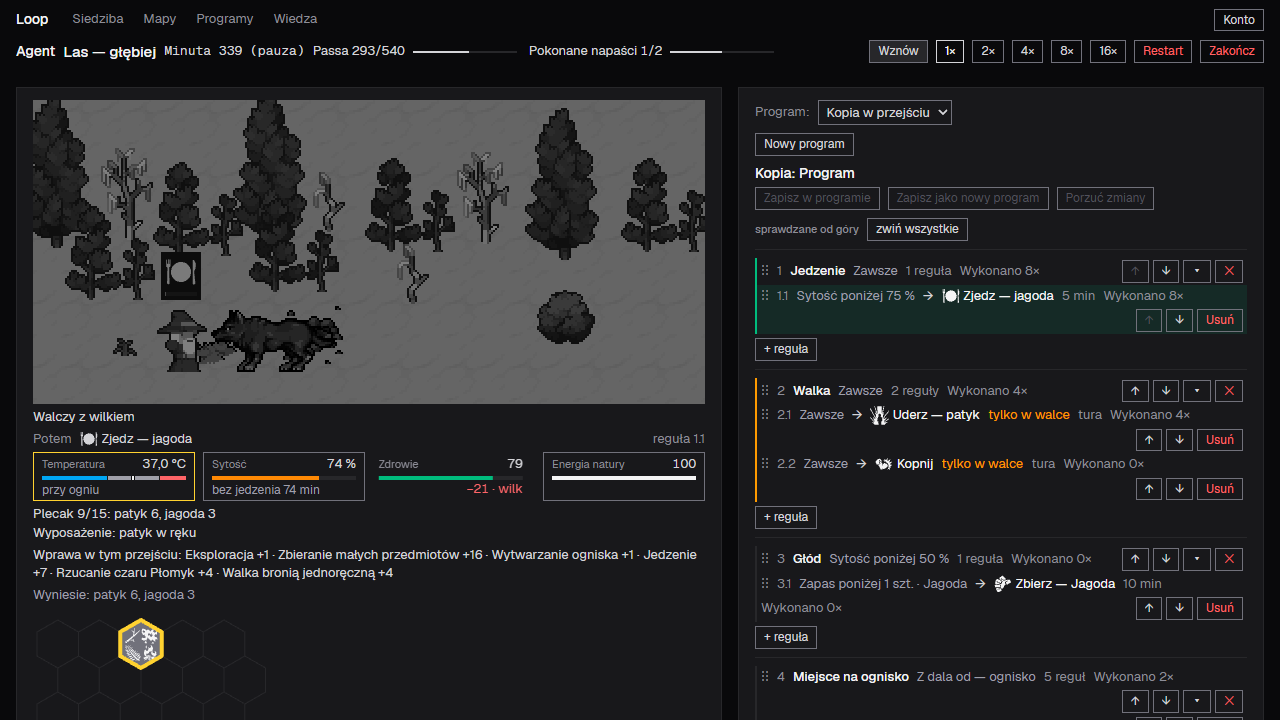 Loop Siedziba Mapy Programy Wiedza Konto
Agent Las — głębiej Minuta 339 (pauza) Passa 293/540 Pokonane napaści 1/2 Wznów 1× 2× 4× 8× 16× Restart Zakończ
Walczy z wilkiem
Potem Zjedz — jagoda reguła 1.1
Temperatura 37,0 °C
przy ogniu
Sytość 74 %
bez jedzenia 74 min
Zdrowie 79
−21 · wilk
Energia natury 100
Plecak 9/15: patyk 6, jagoda 3
Wyposażenie: patyk w ręku
Wprawa w tym przejściu: Eksploracja +1 · Zbieranie małych przedmiotów +16 · Wytwarzanie ogniska +1 · Jedzenie
+7 · Rzucanie czaru Płomyk +4 · Walka bronią jednoręczną +4
Wyniesie: patyk 6, jagoda 3
Program: Kopia w przejściu
Nowy program
Kopia: Program
Zapisz w programie Zapisz jako nowy program Porzuć zmiany
sprawdzane od góry zwiń wszystkie
1 Jedzenie Zawsze 1 reguła Wykonano 8×
1.1 Sytość poniżej 75 % → Zjedz — jagoda 5 min Wykonano 8×
↑ ↓ Usuń
+ reguła
2 Walka Zawsze 2 reguły Wykonano 4×
2.1 Zawsze → Uderz — patyk tylko w walce tura Wykonano 4×
↑ ↓ Usuń
2.2 Zawsze → Kopnij tylko w walce tura Wykonano 0×
↑ ↓ Usuń
+ reguła
3 Głód Sytość poniżej 50 % 1 reguła Wykonano 0×
3.1 Zapas poniżej 1 szt. · Jagoda → Zbierz — Jagoda 10 min
Wykonano 0× ↑ ↓ Usuń
+ reguła
4 Miejsce na ognisko Z dala od — ognisko 5 reguł Wykonano 2×